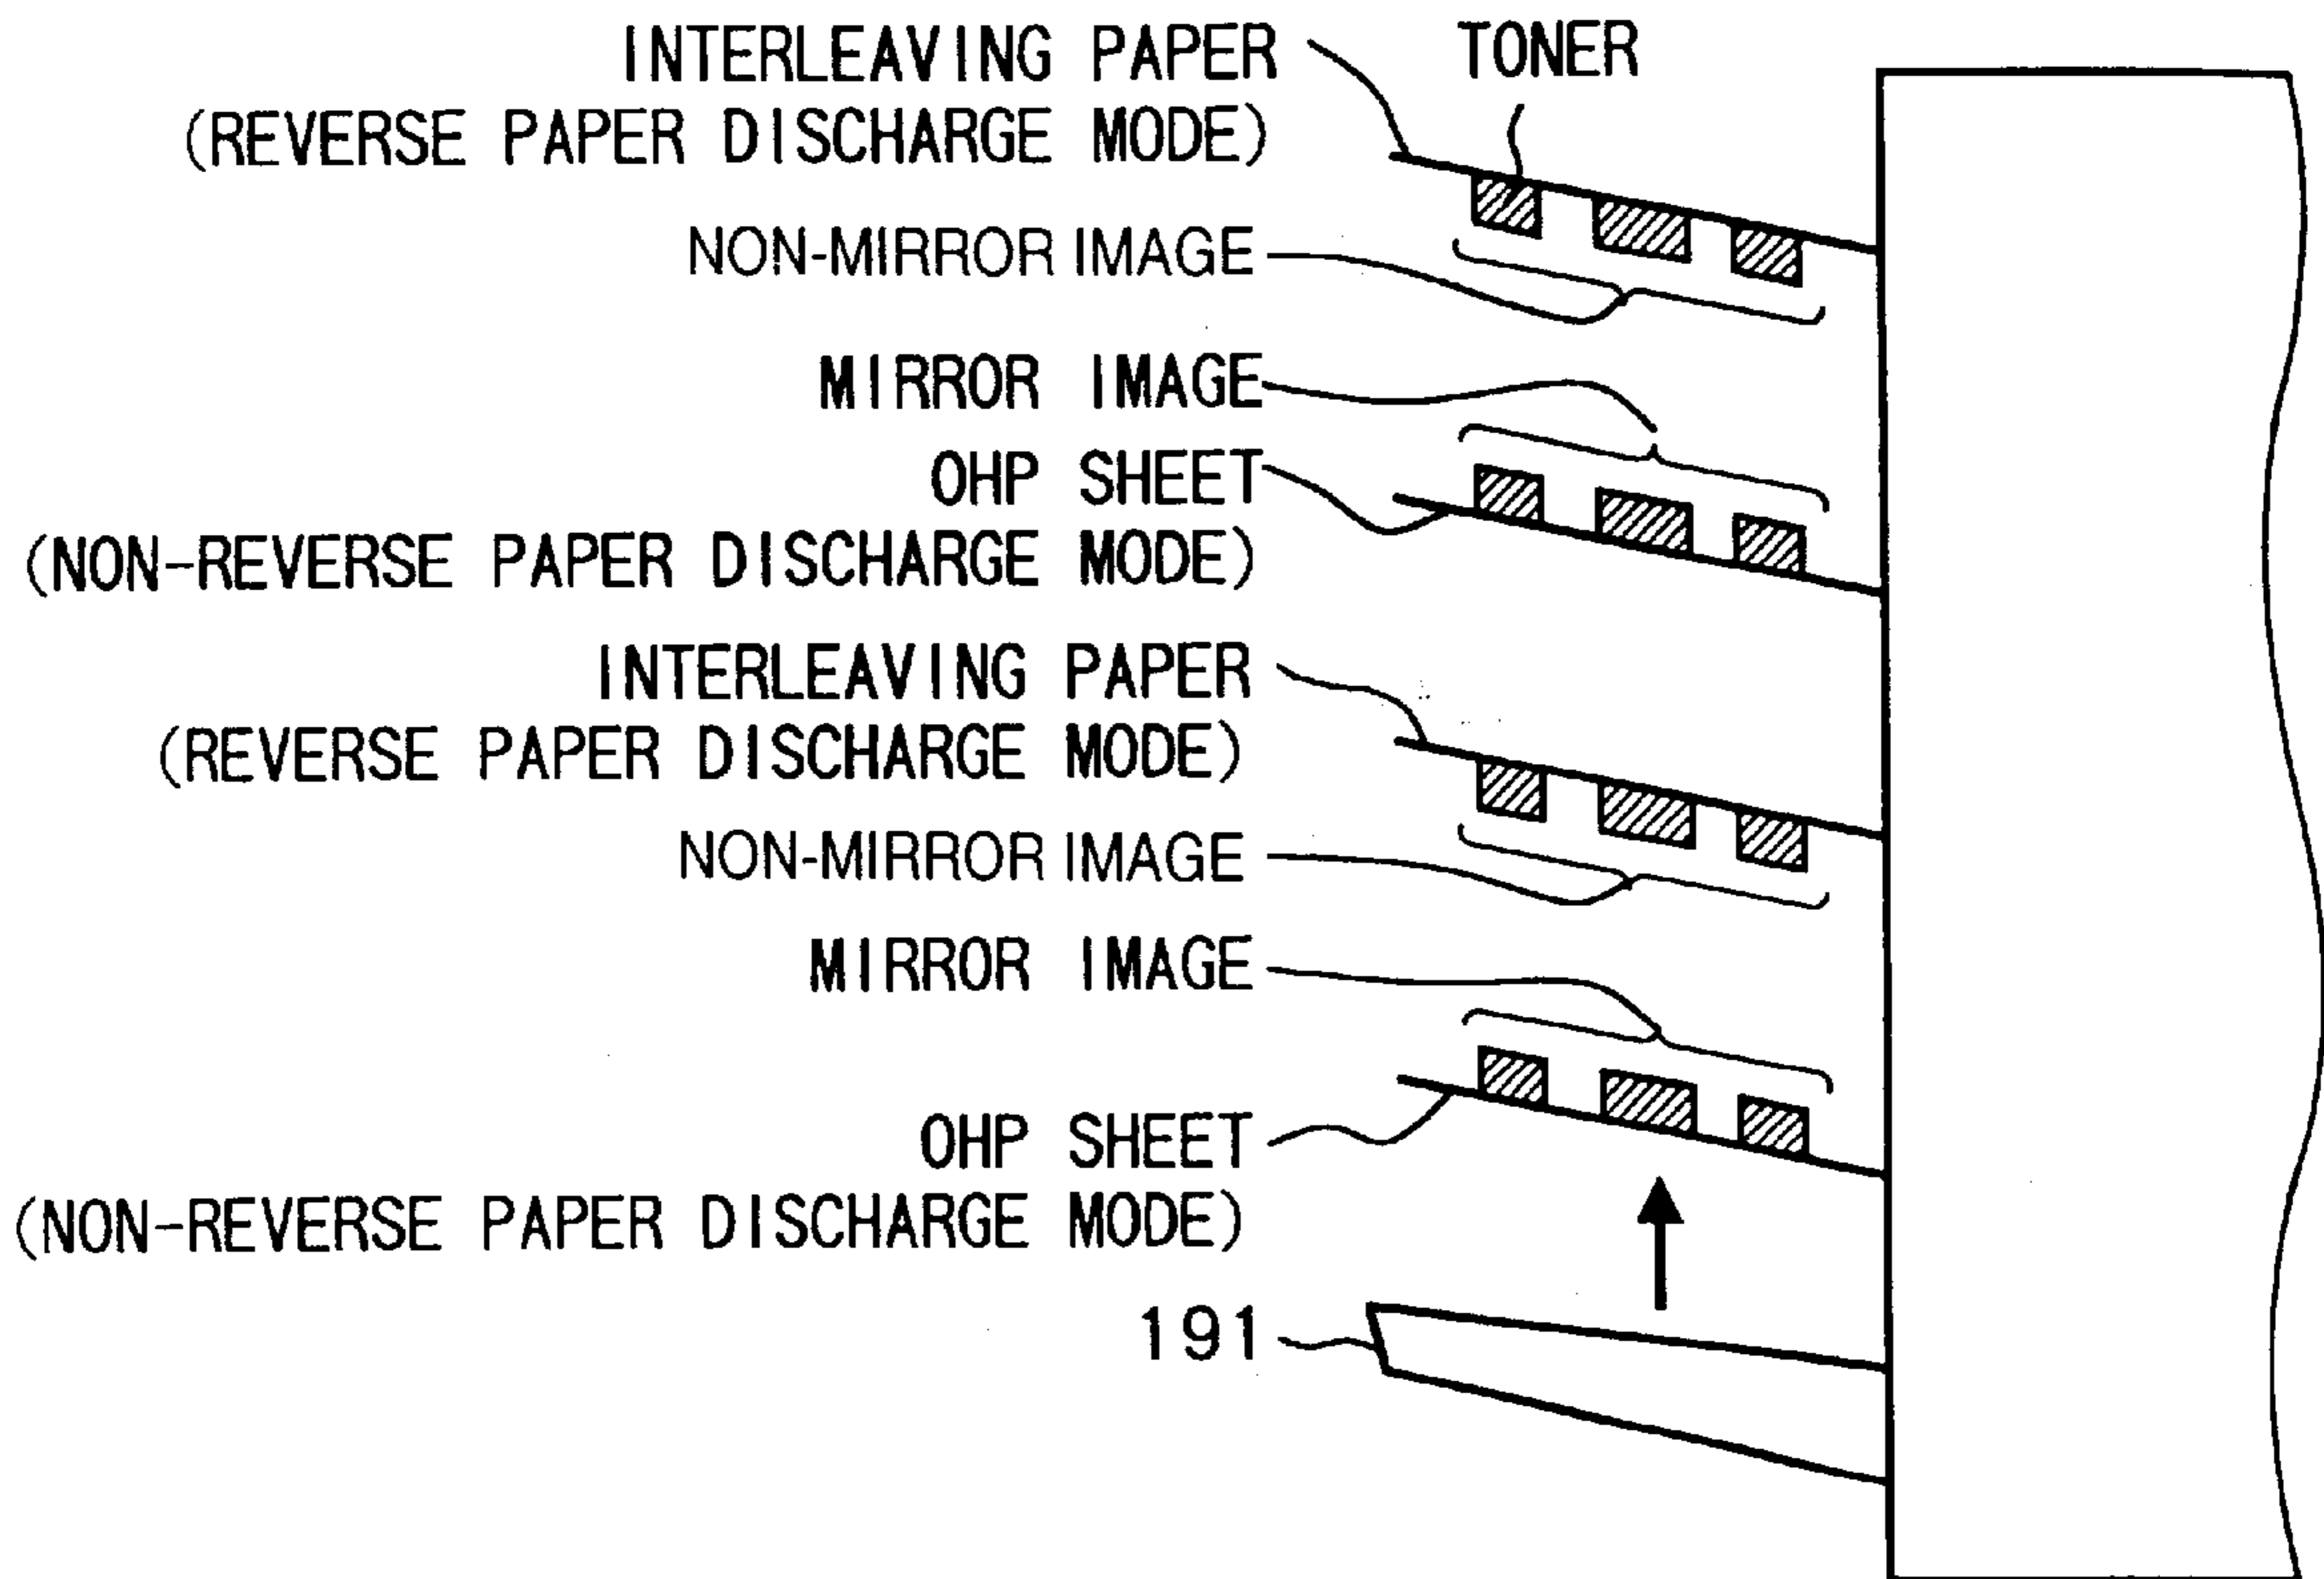 INTERLEAVING PAPER
TONER
(REVERSE PAPER DISCHARGE MODE)
NON-MIRROR IMAGE
MIRROR IMAGE
OHP SHEET
(NON-REVERSE PAPER DISCHARGE MODE)
INTERLEAVING PAPER
(REVERSE PAPER DISCHARGE MODE)
NON-MIRROR IMAGE
MIRROR IMAGE
OHP SHEET
(NON-REVERSE PAPER DISCHARGE MODE)
191